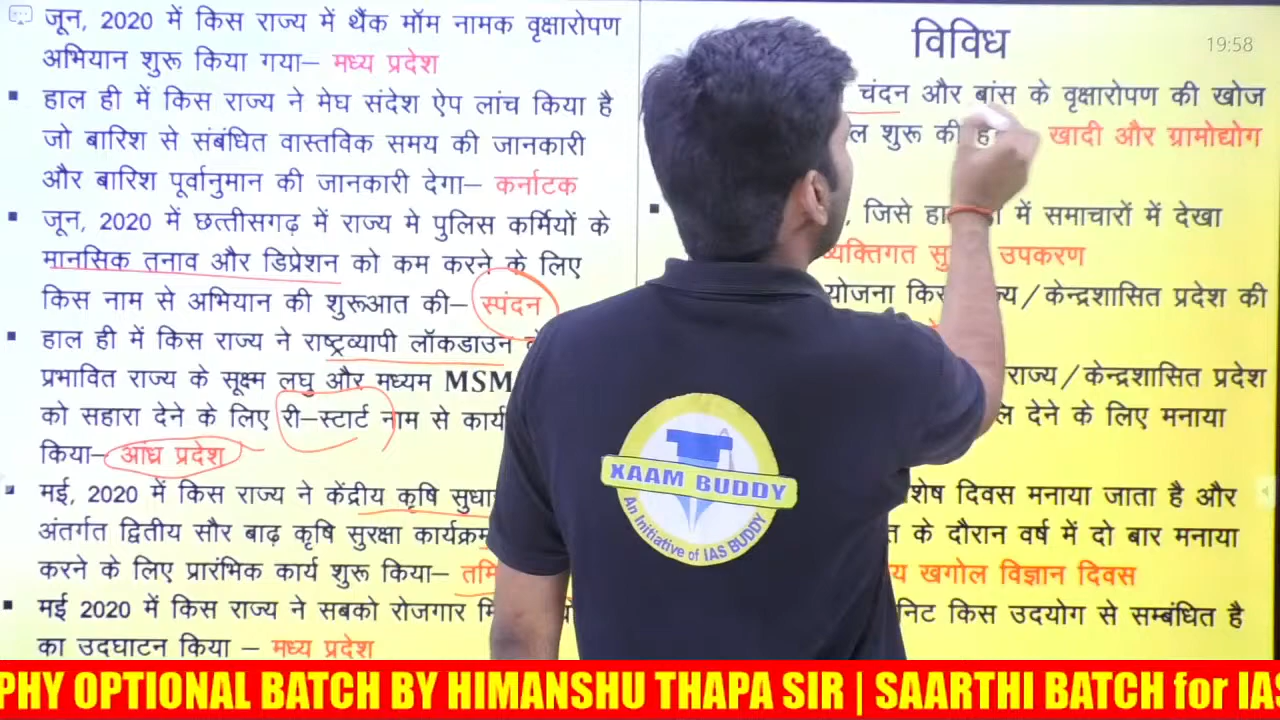 जून, 2020 में किस राज्य में थैंक मॉम नामक वृक्षारोपण
अभियान शुरू किया गया– मध्य प्रदेश
हाल ही में किस राज्य ने मेघ संदेश ऐप लांच किया है
जो बारिश से संबंधित वास्तविक समय की जानकारी
और बारिश पूर्वानुमान की जानकारी देगा– कर्नाटक
जून, 2020 में छत्तीसगढ़ में राज्य मे पुलिस कर्मियों के
मानसिक तनाव और डिप्रेशन को कम करने के लिए
किस नाम से अभियान की शुरूआत की– स्पंदन
हाल ही में किस राज्य ने राष्ट्रव्यापी लॉकडाउन
प्रभावित राज्य के सूक्ष्म लघु और मध्यम MSM
को सहारा देने के लिए री–स्टार्ट नाम से
किया– आंध्र प्रदेश
मई, 2020 में किस राज्य ने केंद्रीय कृषि
अंतर्गत द्वितीय सौर बाढ़ कृषि सुरक्षा कार्यक्रम
करने के लिए प्रारंभिक कार्य शुरू किया–
मई 2020 में किस राज्य ने सबको रोजगार
का उदघाटन किया – मध्य प्रदेश
विविध
19:58
चंदन और बांस के वृक्षारोपण की खोज
शुरू की खादी और ग्रामोद्योग
जिसे में समाचारों में देखा
उपकरण
योजना /केन्द्रशासित प्रदेश की
राज्य/केन्द्रशासित प्रदेश
देने के लिए मनाया
दिवस मनाया जाता है और
के दौरान वर्ष में दो बार मनाया
खगोल विज्ञान दिवस
किस उदयोग से सम्बंधित है
XAAM BUDDY
An Initiative of IAS BUDDY
PHY OPTIONAL BATCH BY HIMANSHU THAPA SIR | SAARTHI BATCH for IAS